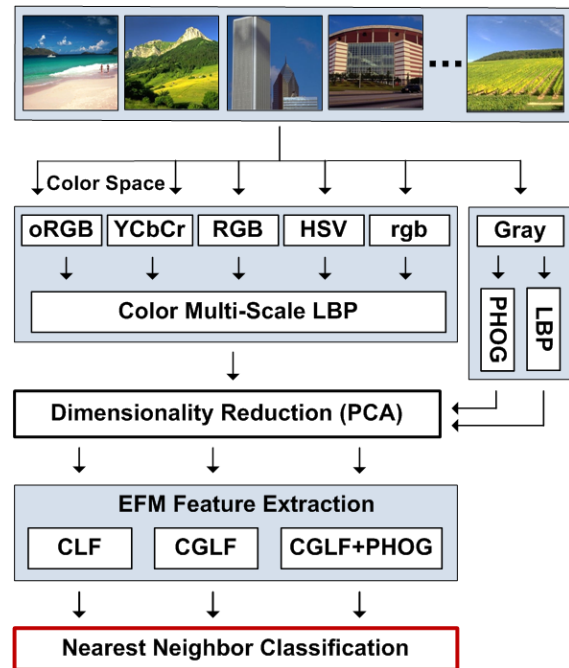 Color Space
oRGB YCbCr RGB HSV rgb Gray
Color Multi-Scale LBP
PHOG LBP
Dimensionality Reduction (PCA)
EFM Feature Extraction
CLF CGLF CGLF+PHOG
Nearest Neighbor Classification